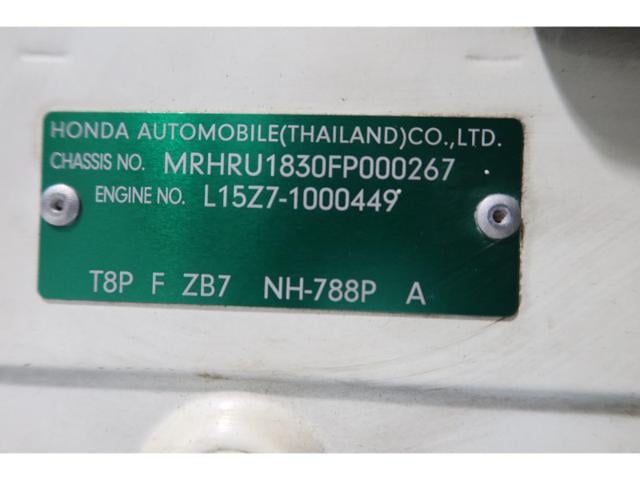 HONDA AUTOMOBILE(THAILAND)CO.,LTD.
CHASSIS NO. MRHRU1830FP000267
ENGINE NO. L15Z7-1000449
T8P F ZB7 NH-788P A